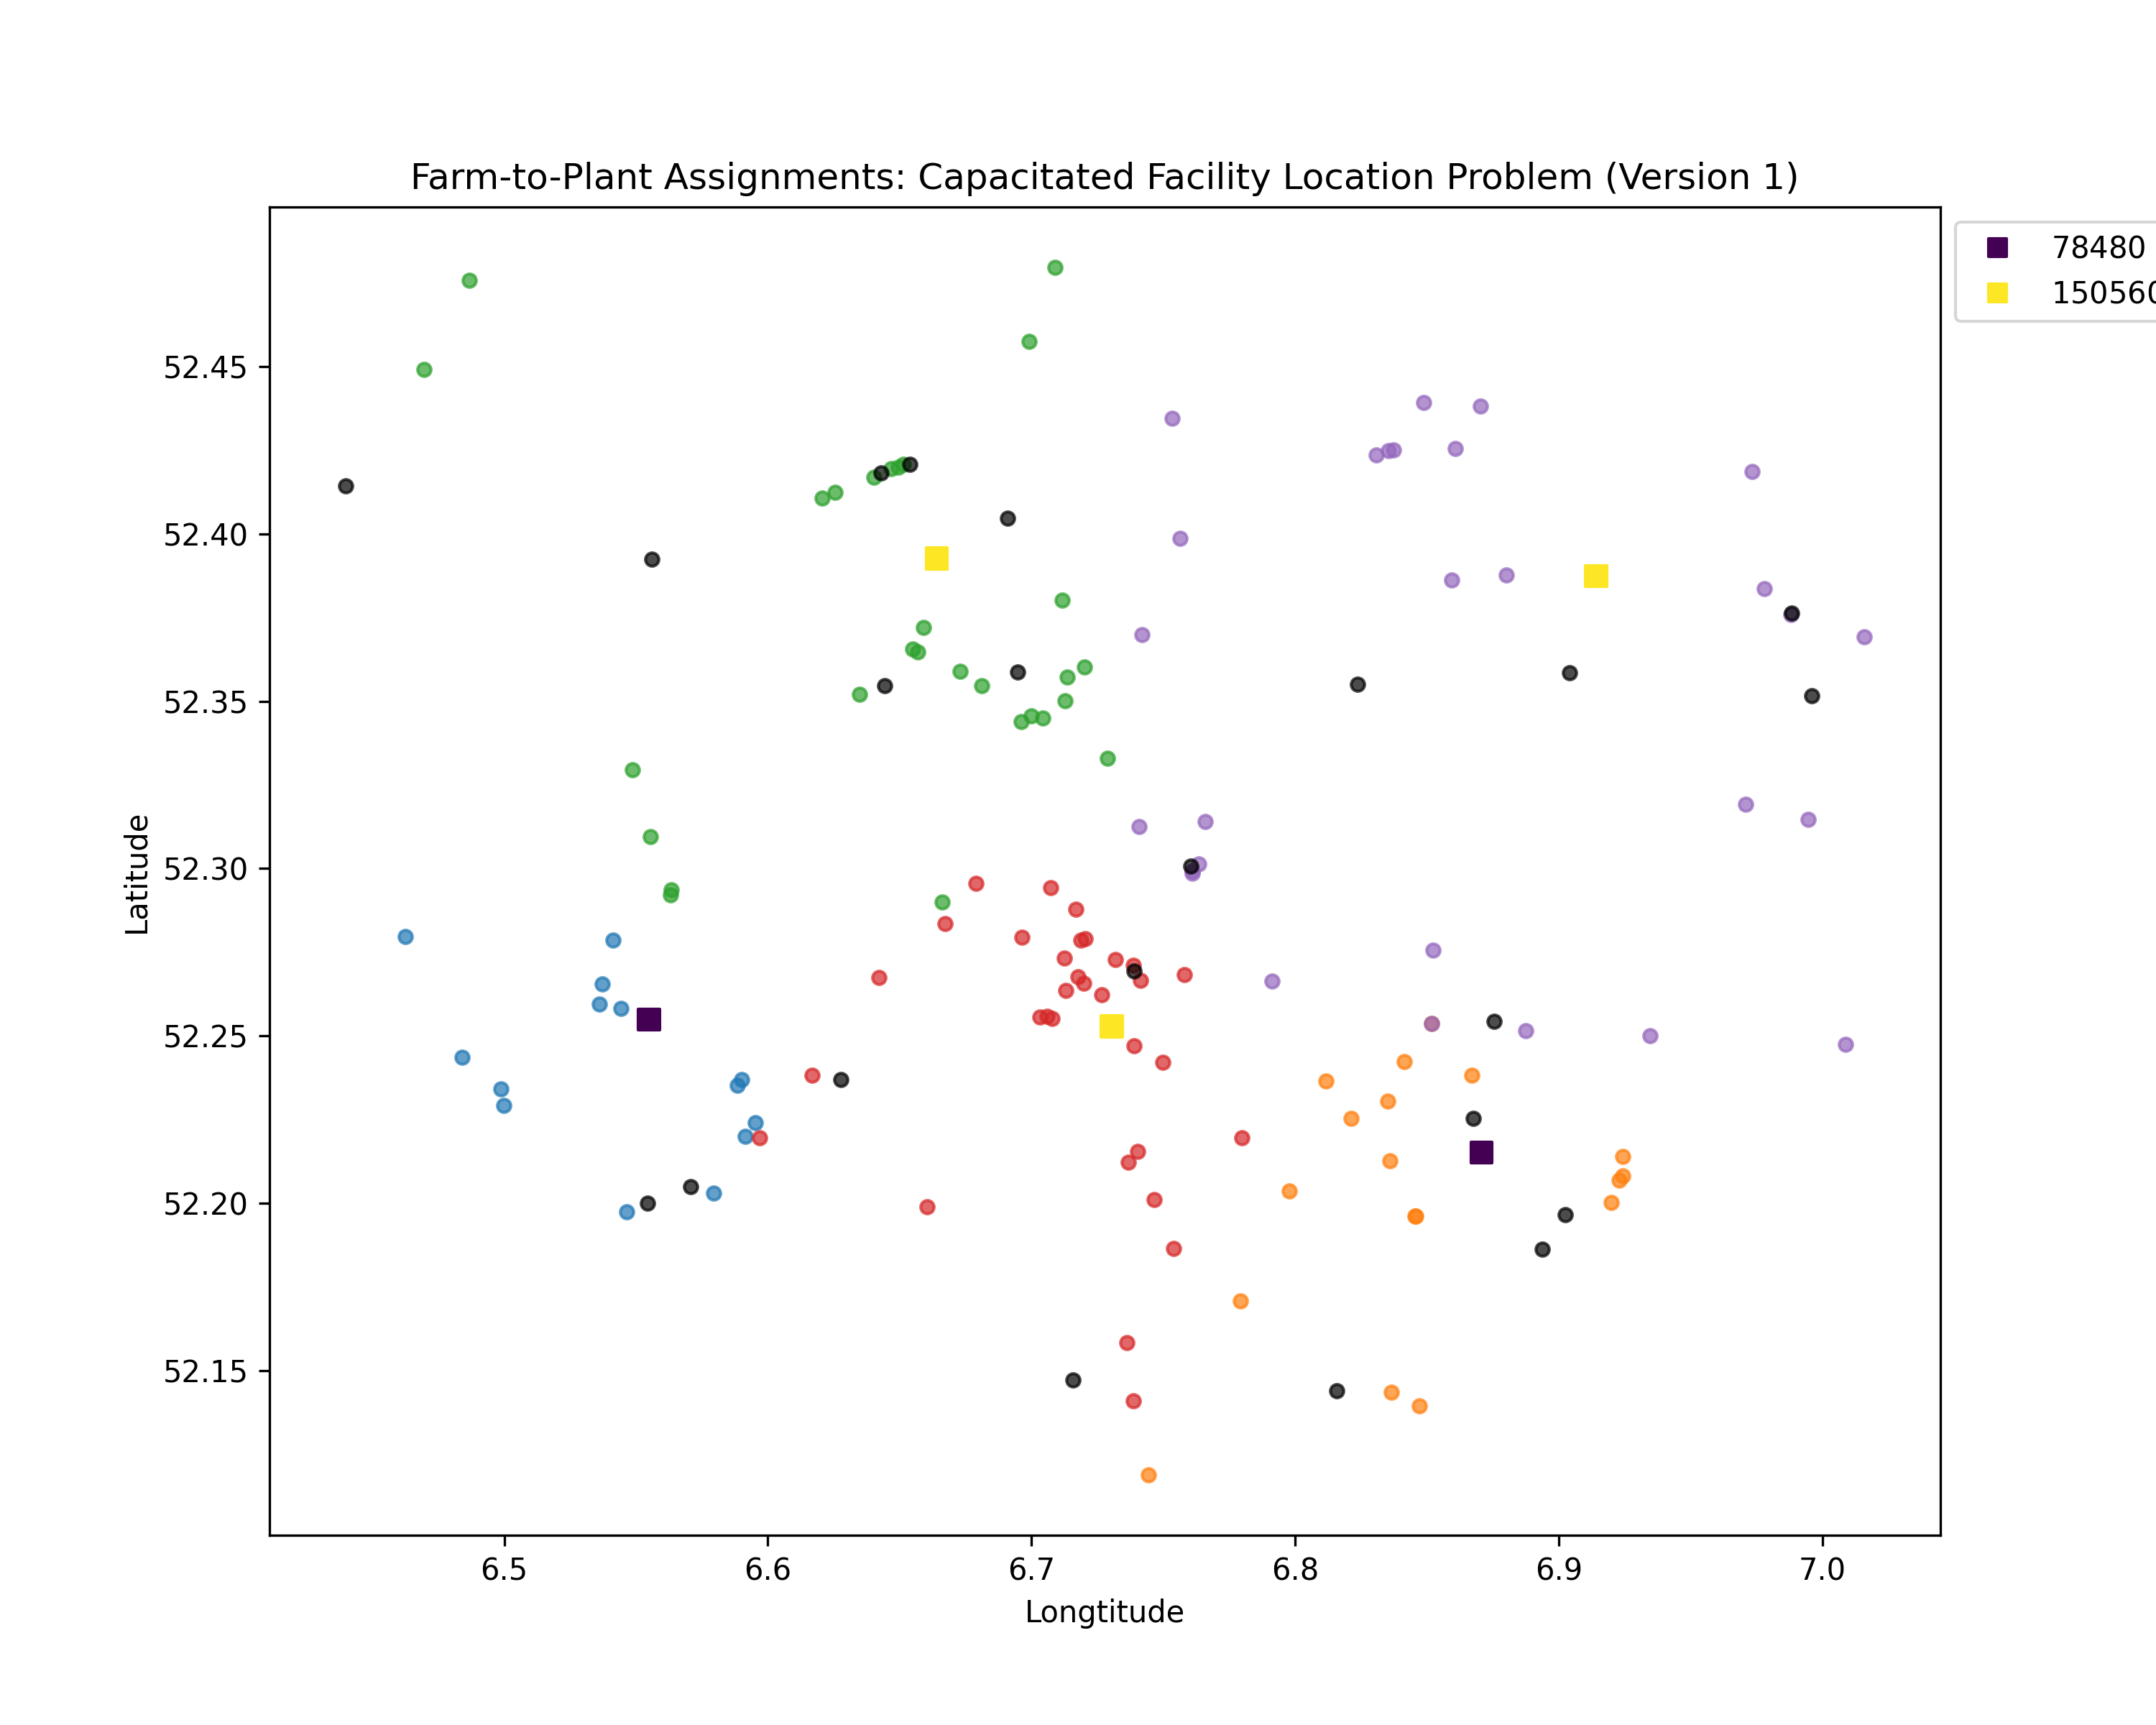 Farm-to-Plant Assignments: Capacitated Facility Location Problem (Version 1)
78480
150560
52.45
52.40
52.35
52.30
52.25
52.20
52.15
Latitude
6.5 6.6 6.7 6.8 6.9 7.0
Longtitude